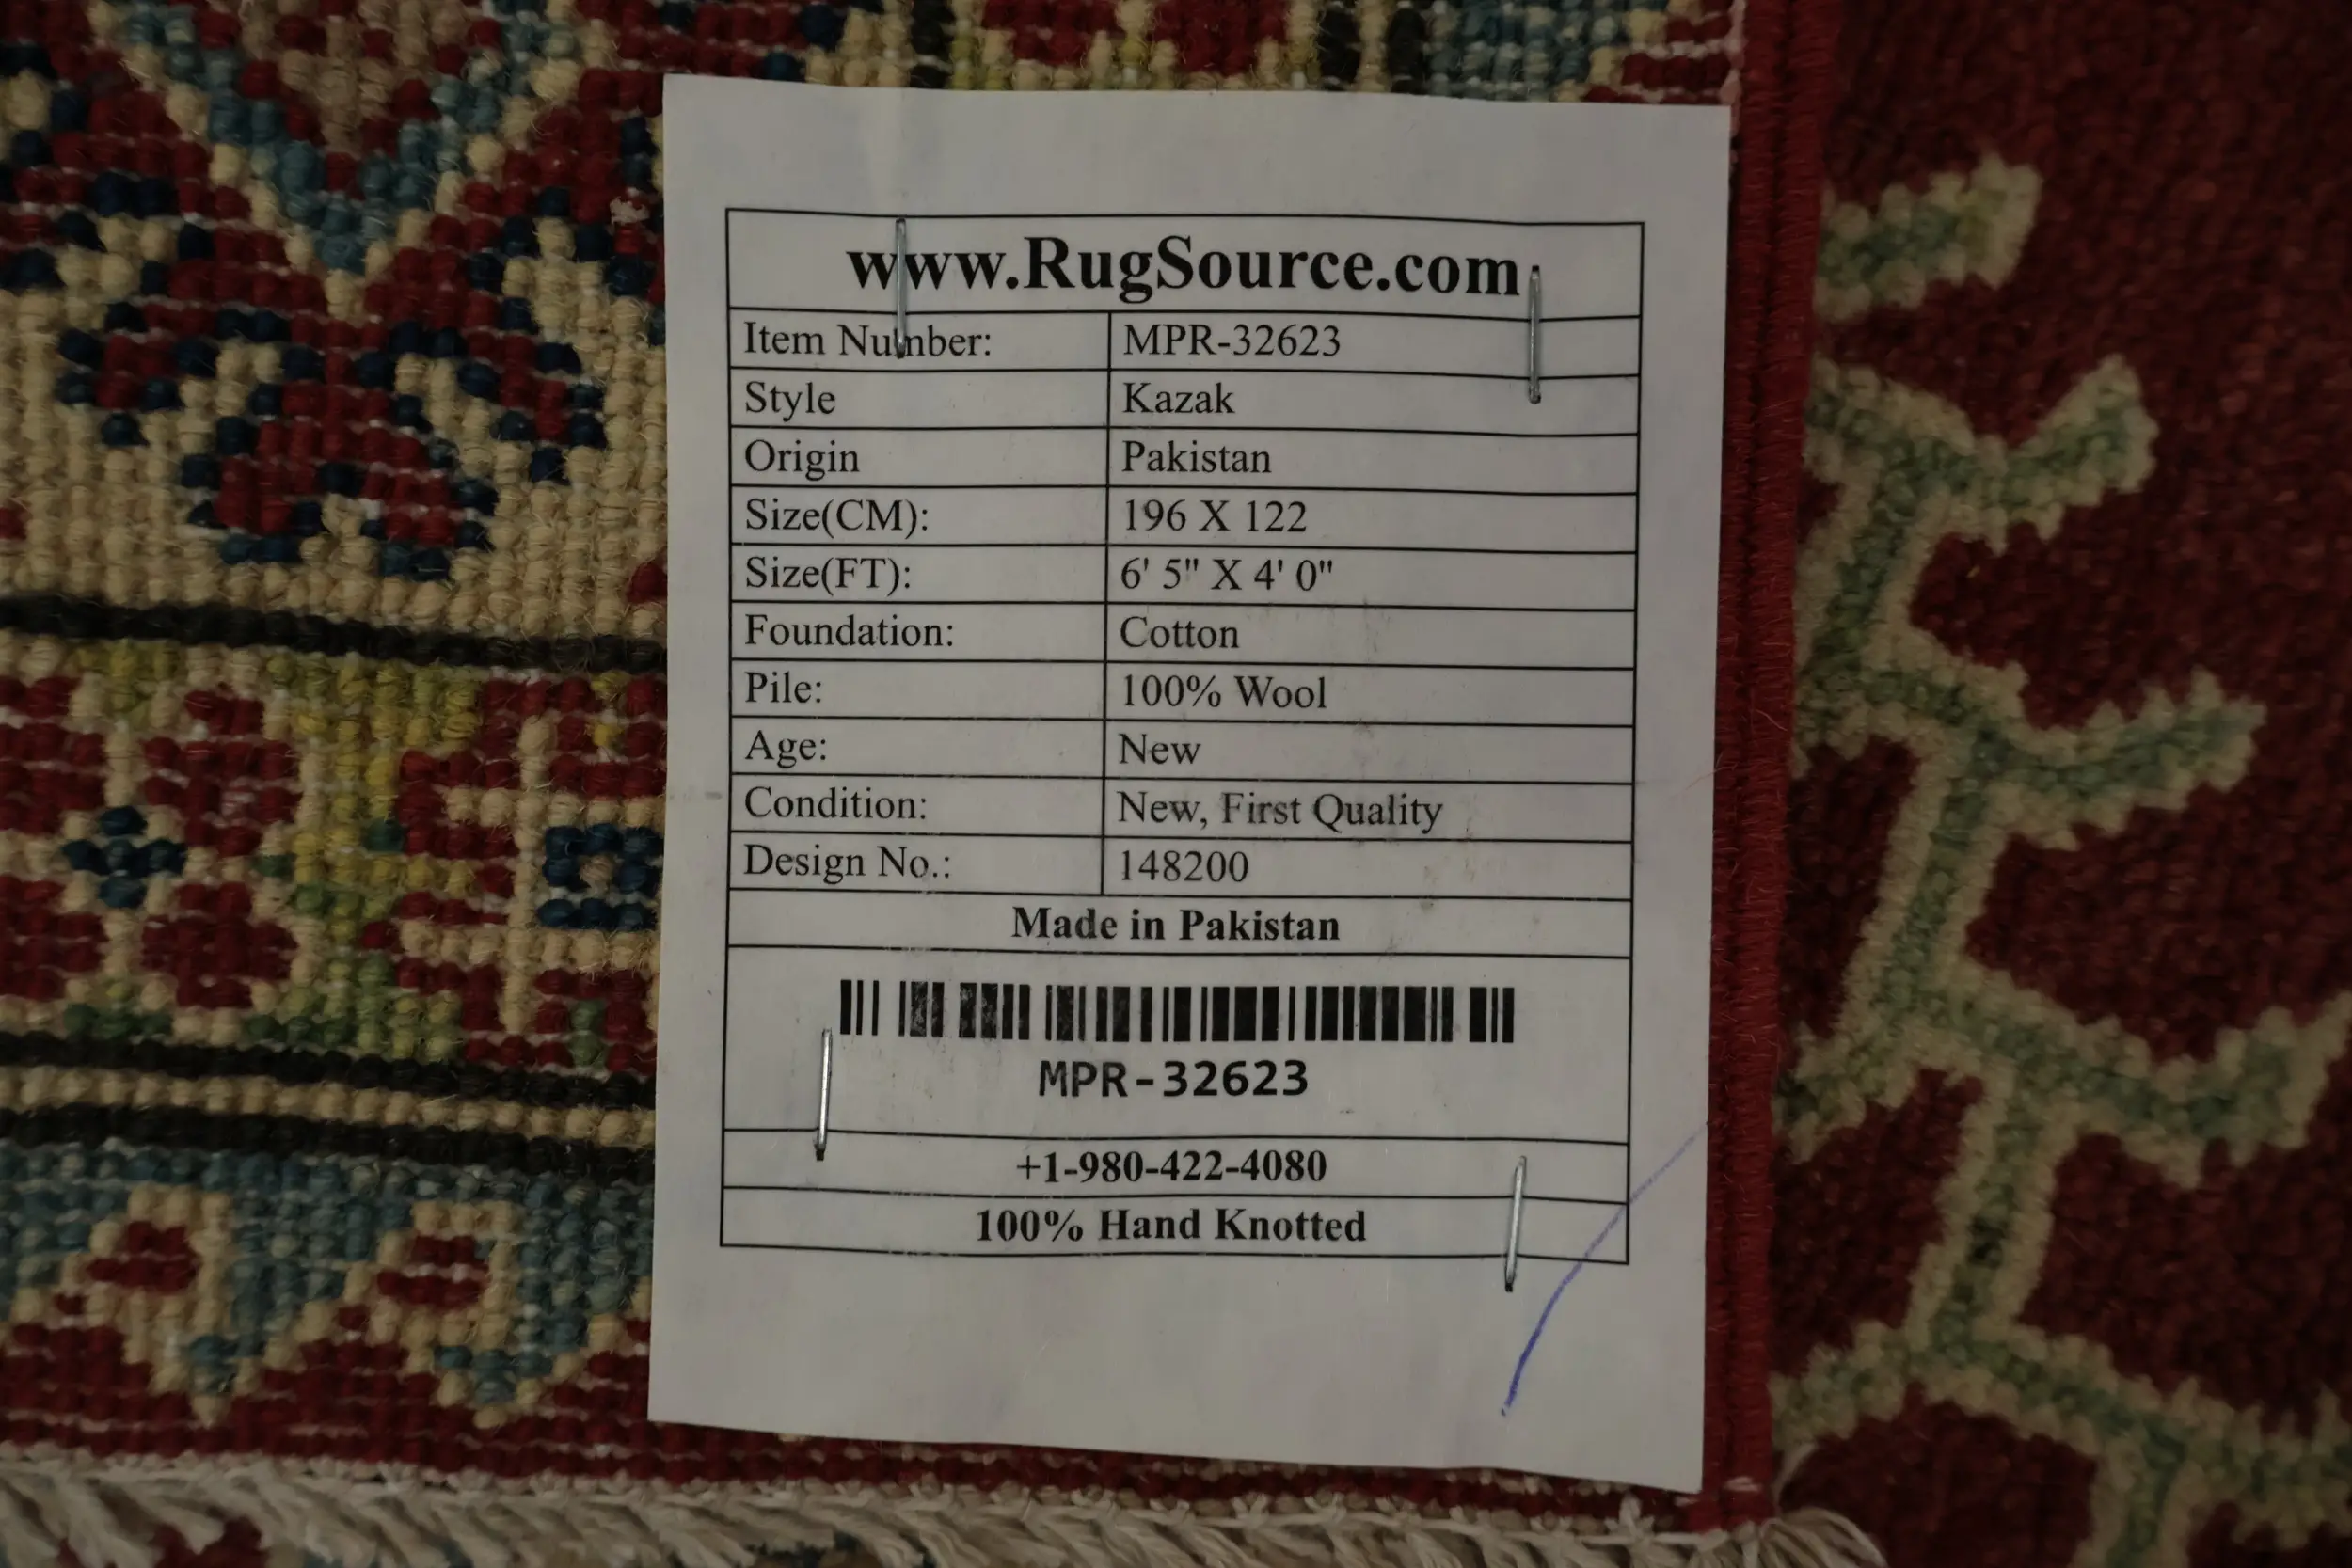 www.RugSource.com
Item Number: MPR-32623
Style Kazak
Origin Pakistan
Size(CM): 196 X 122
Size(FT): 6' 5" X 4' 0"
Foundation: Cotton
Pile: 100% Wool
Age: New
Condition: New, First Quality
Design No.: 148200
Made in Pakistan
MPR-32623
+1-980-422-4080
100% Hand Knotted